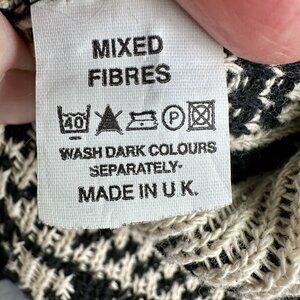 MIXED
FIBRES
40 P
WASH DARK COLOURS
SEPARATELY-
MADE IN U.K.